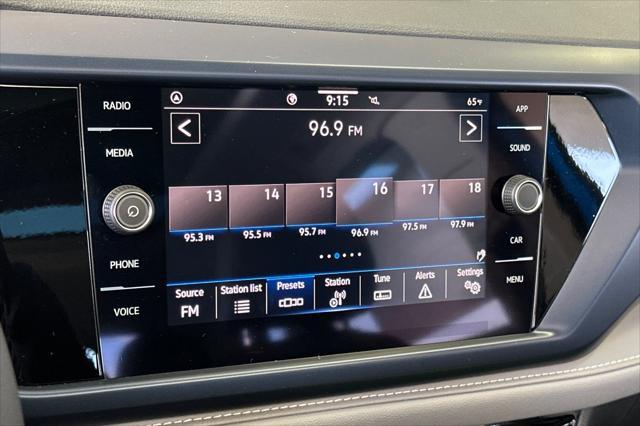 RADIO
MEDIA
PHONE
VOICE
9:15
65°F
96.9 FM
13 14 15 16 17 18
95.3 FM 95.5 FM 95.7 FM 96.9 FM 97.5 FM 97.9 FM
Source Station list Presets Station Tune Alerts Settings
FM
APP
SOUND
CAR
MENU